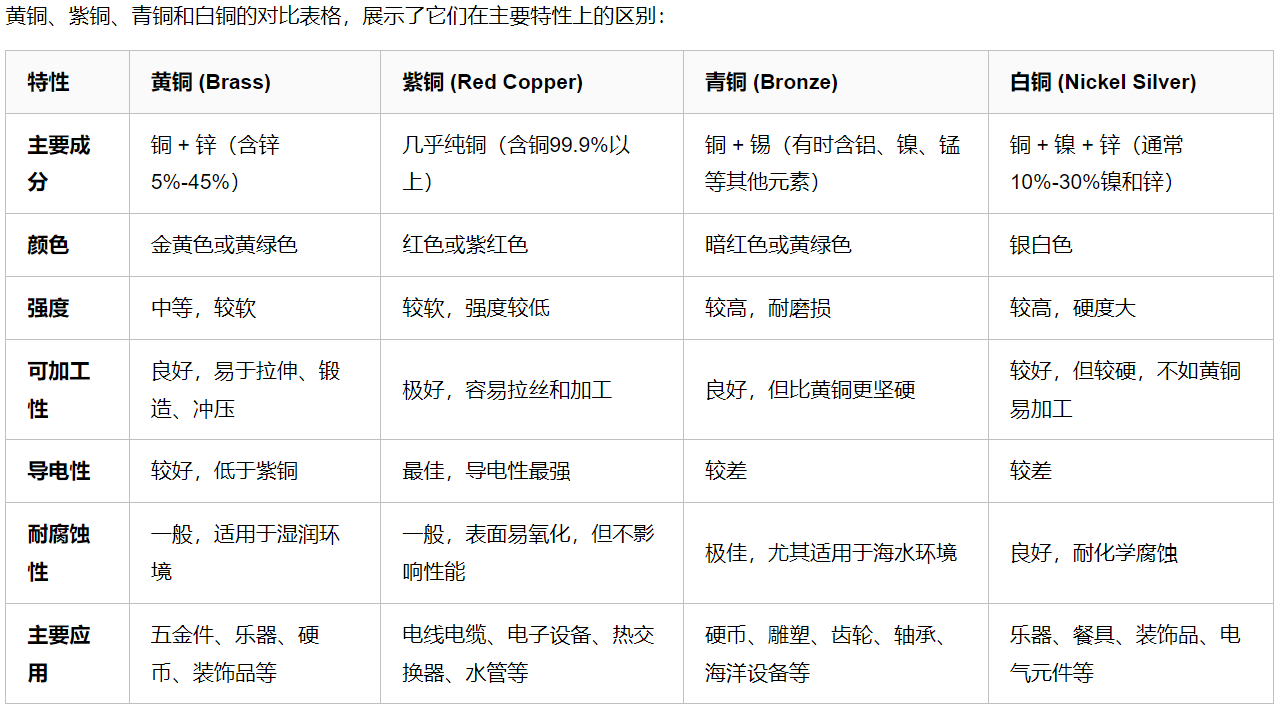 黄铜、紫铜、青铜和白铜的对比表格，展示了它们在主要特性上的区别：
特性 黄铜 (Brass) 紫铜 (Red Copper) 青铜 (Bronze) 白铜 (Nickel Silver)
主要成 铜 + 锌（含锌 几乎纯铜（含铜99.9%以 铜 + 锡（有时含铝、镍、锰 铜 + 镍 + 锌（通常
分 5%-45%） 上） 等其他元素） 10%-30%镍和锌）
颜色 金黄色或黄绿色 红色或紫红色 暗红色或黄绿色 银白色
强度 中等，较软 较软，强度较低 较高，耐磨损 较高，硬度大
可加工 良好，易于拉伸、锻 极好，容易拉丝和加工 良好，但比黄铜更坚硬 较好，但较硬，不如黄铜
性 造、冲压 易加工
导电性 较好，低于紫铜 最佳，导电性最强 较差 较差
耐腐蚀 一般，适用于湿润环 一般，表面易氧化，但不影 极佳，尤其适用于海水环境 良好，耐化学腐蚀
性 境 响性能
主要应 五金件、乐器、硬 电线电缆、电子设备、热交 硬币、雕塑、齿轮、轴承、 乐器、餐具、装饰品、电
用 币、装饰品等 换器、水管等 海洋设备等 气元件等